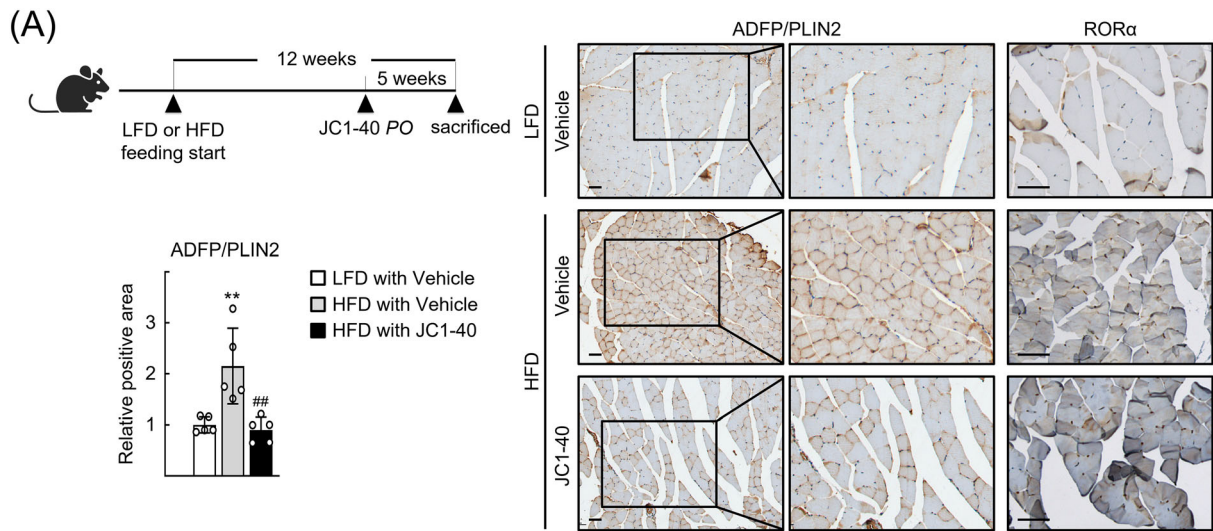 (A)
12 weeks
5 weeks
LFD or HFD
feeding start
JC1-40 PO
sacrificed
ADFP/PLIN2
Relative positive area
3
2
1
**
##
LFD with Vehicle
HFD with Vehicle
HFD with JC1-40
ADFP/PLIN2
RORα
LFD
Vehicle
HFD
Vehicle
JC1-40